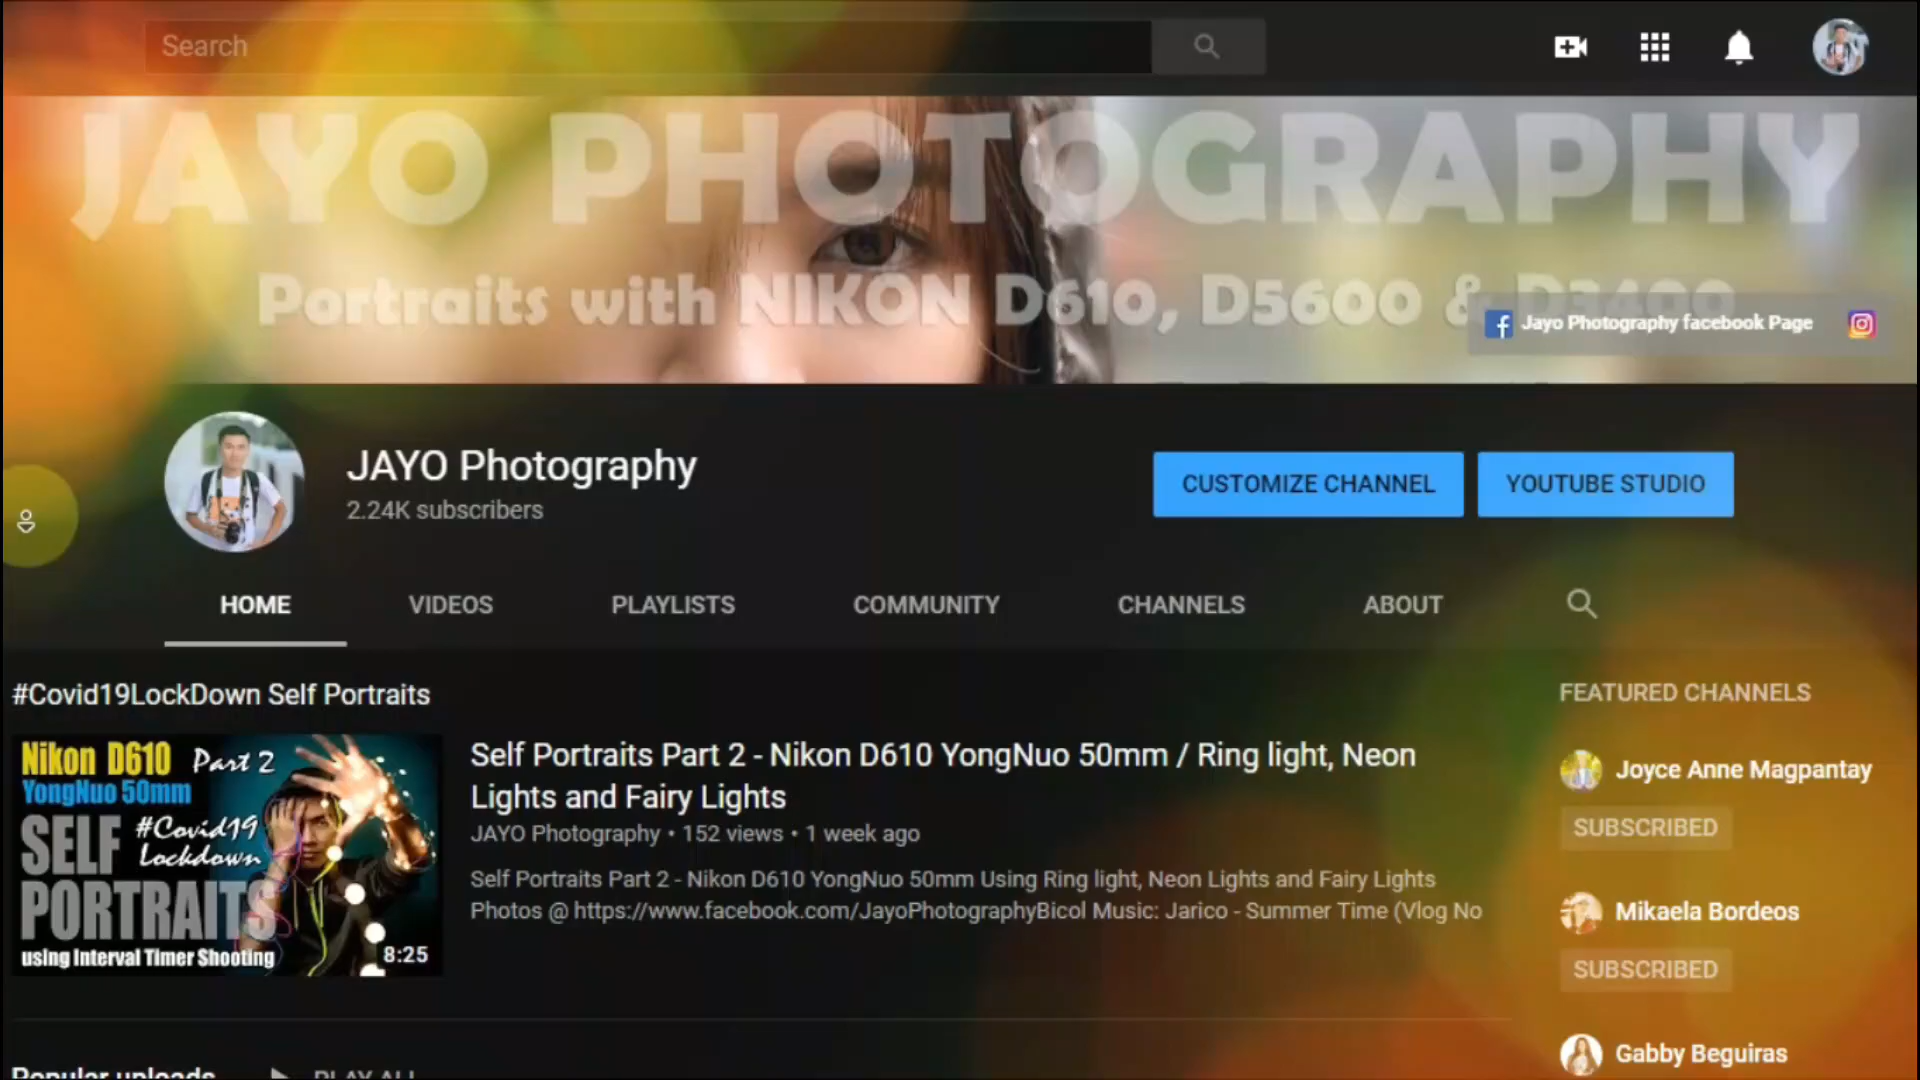 Search
JAYO PHOTOGRAPHY
Portraits with NIKON D610, D5600 & D3400
Jayo Photography facebook Page
JAYO Photography
2.24K subscribers
CUSTOMIZE CHANNEL
YOUTUBE STUDIO
HOME VIDEOS PLAYLISTS COMMUNITY CHANNELS ABOUT
#Covid19LockDown Self Portraits
Nikon D610 Part 2
YongNuo 50mm
#Covid19
Lockdown
SELF
PORTRAITS
using Interval Timer Shooting
8:25
Self Portraits Part 2 - Nikon D610 YongNuo 50mm / Ring light, Neon
Lights and Fairy Lights
JAYO Photography • 152 views • 1 week ago
Self Portraits Part 2 - Nikon D610 YongNuo 50mm Using Ring light, Neon Lights and Fairy Lights
Photos @ https://www.facebook.com/JayoPhotographyBicol Music: Jarico - Summer Time (Vlog No
FEATURED CHANNELS
Joyce Anne Magpantay
SUBSCRIBED
Mikaela Bordeos
SUBSCRIBED
Gabby Beguiras
Popular uploads PLAY ALL